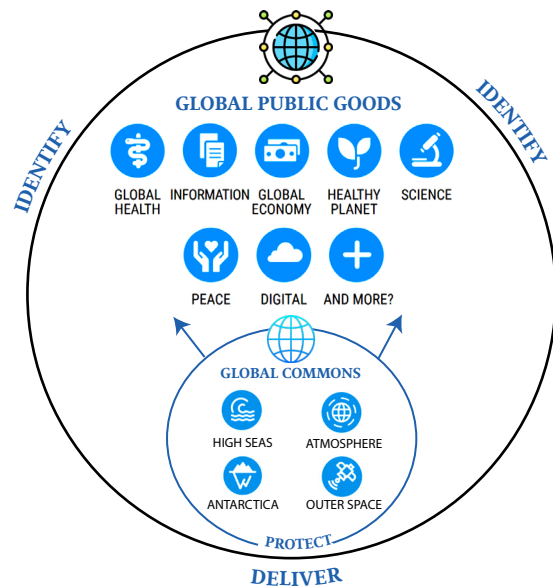 IDENTIFY
IDENTIFY
GLOBAL PUBLIC GOODS
GLOBAL HEALTH
INFORMATION
GLOBAL ECONOMY
HEALTHY PLANET
SCIENCE
PEACE
DIGITAL
AND MORE?
GLOBAL COMMONS
HIGH SEAS
ATMOSPHERE
ANTARCTICA
OUTER SPACE
PROTECT
DELIVER